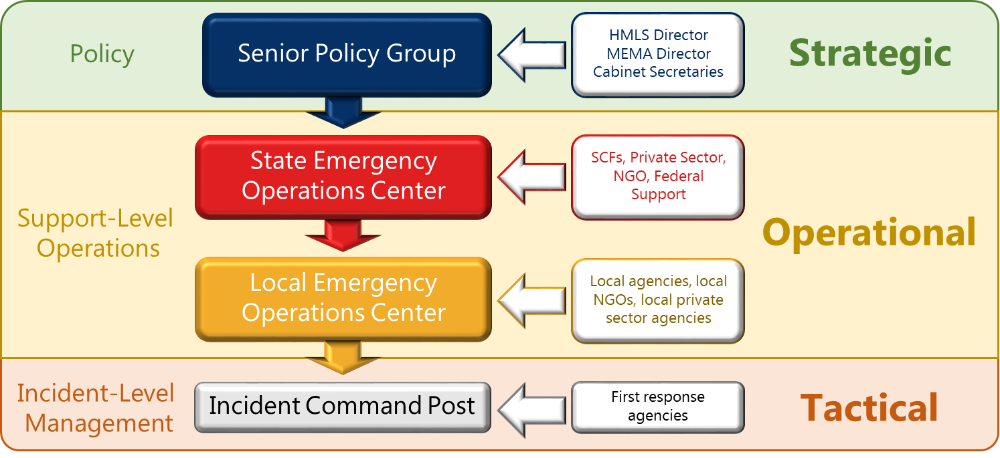 Policy
Senior Policy Group
HMLS Director
MEMA Director
Cabinet Secretaries
Strategic
Support-Level
Operations
State Emergency
Operations Center
SCFs, Private Sector,
NGO, Federal
Support
Operational
Local Emergency
Operations Center
Local agencies, local
NGOs, local private
sector agencies
Incident-Level
Management
Incident Command Post
First response
agencies
Tactical